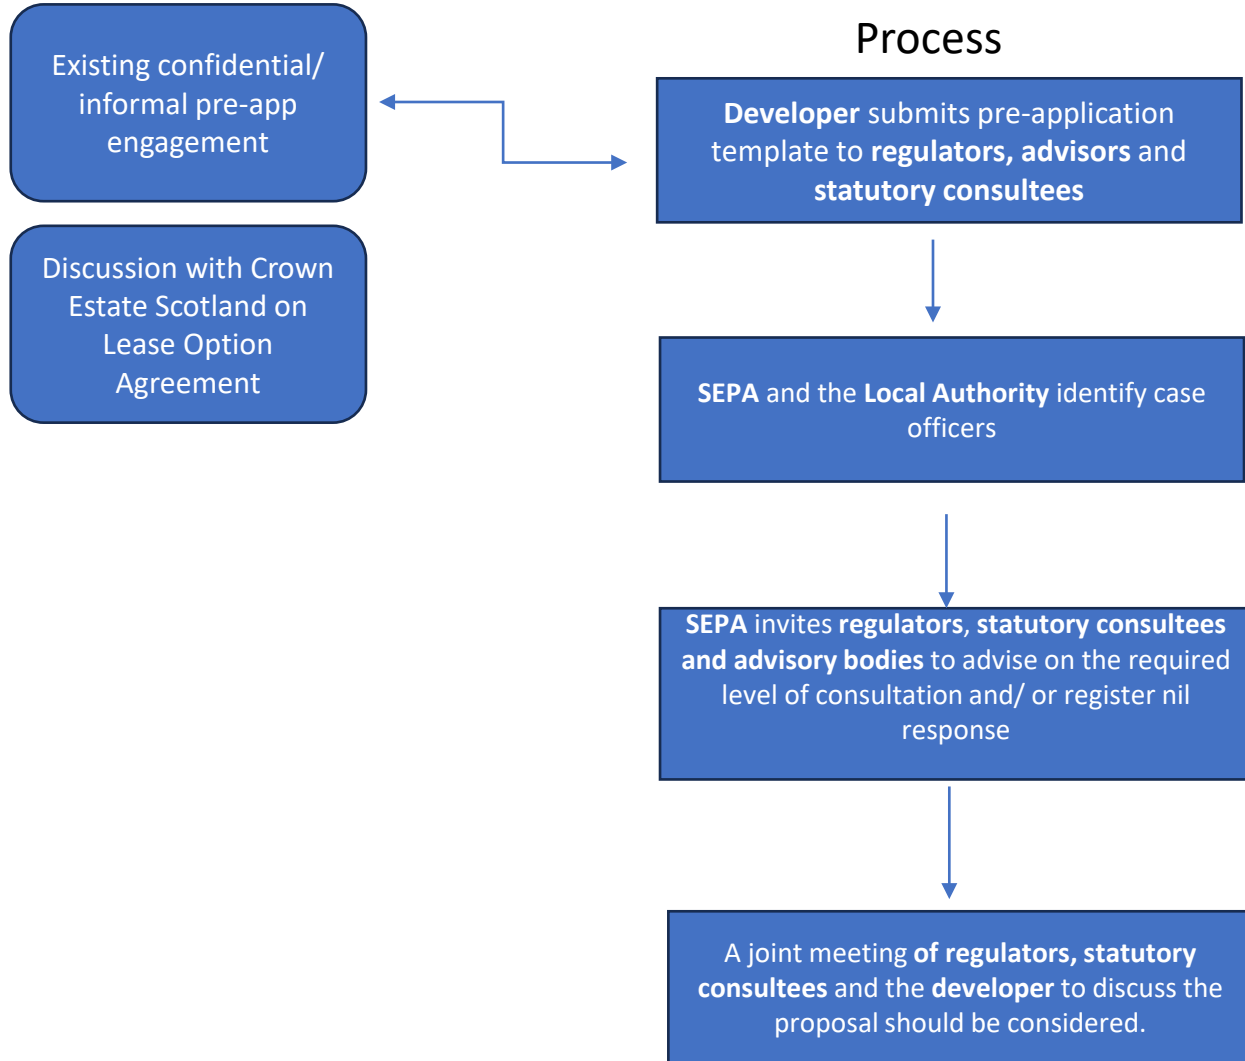 Existing confidential/
informal pre-app
engagement
Discussion with Crown
Estate Scotland on
Lease Option
Agreement
Process
Developer submits pre-application
template to regulators, advisors and
statutory consultees
SEPA and the Local Authority identify case
officers
SEPA invites regulators, statutory consultees
and advisory bodies to advise on the required
level of consultation and/ or register nil
response
A joint meeting of regulators, statutory
consultees and the developer to discuss the
proposal should be considered.